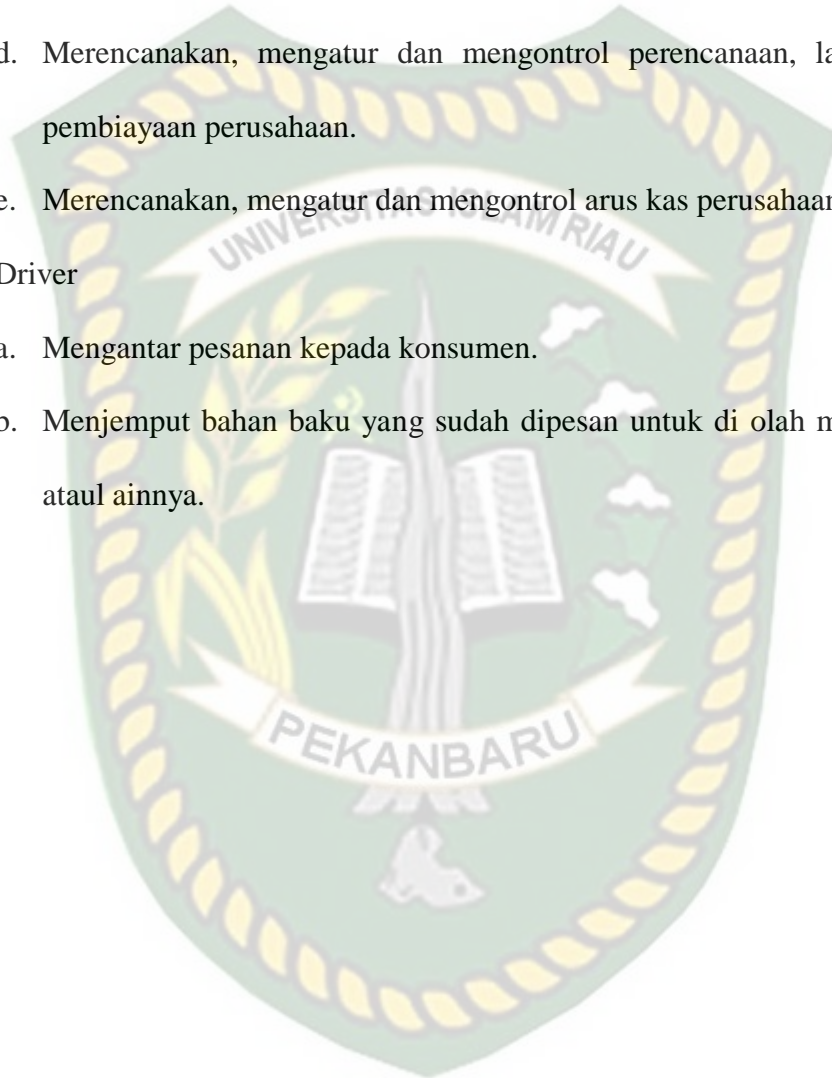 d. Merencanakan, mengatur dan mengontrol perencanaan,
pembiayaan perusahaan.
e. Merencanakan, mengatur dan mengontrol arus kas perusahaan
UNIVERSITAS ISLAM RIAU
Driver
a. Mengantar pesanan kepada konsumen.
b. Menjemput bahan baku yang sudah dipesan untuk di olah
ataul ainnya.
PEKANBARU